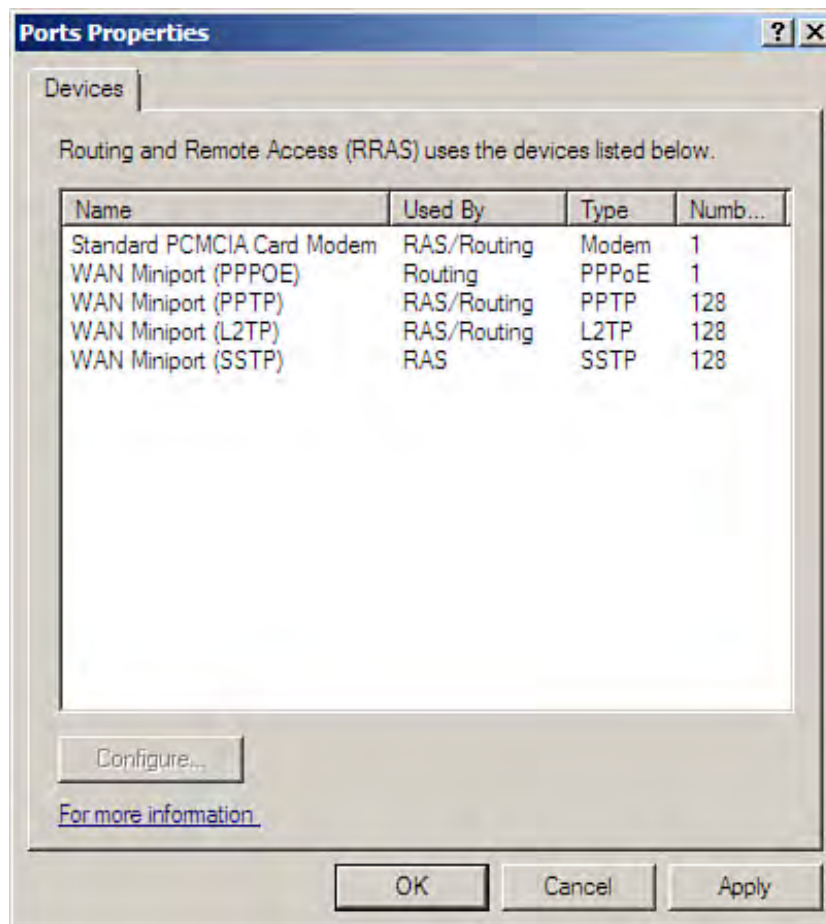 Ports Properties
Devices
Routing and Remote Access (RRAS) uses the devices listed below.
Name Used By Type Numb...
Standard PCMCIA Card Modem RAS/Routing Modem 1
WAN Miniport (PPPOE) Routing PPPoE 1
WAN Miniport (PPTP) RAS/Routing PPTP 128
WAN Miniport (L2TP) RAS/Routing L2TP 128
WAN Miniport (SSTP) RAS SSTP 128
Configure...
For more information
OK Cancel Apply